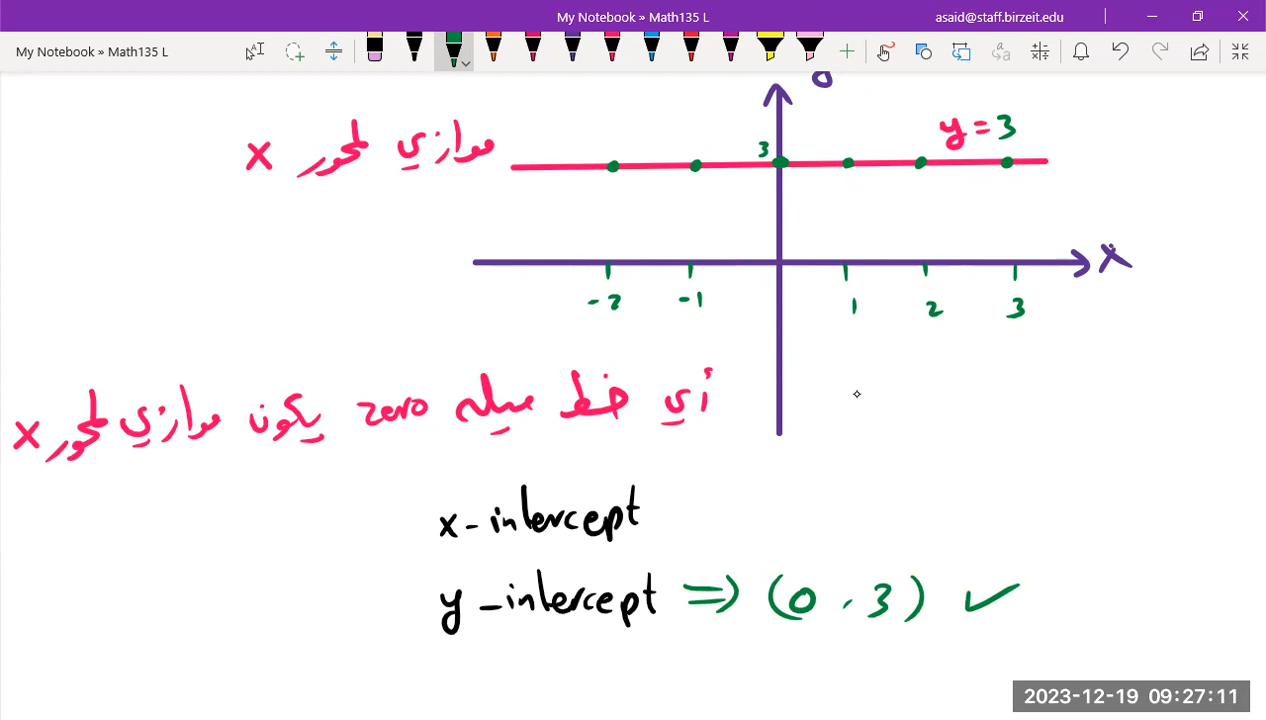 My Notebook » Math135 L
asaid@staff.birzeit.edu
My Notebook » Math135 L
y = 3
موازي لمحور x
3
x
-2 -1 1 2 3
أي خط ميله zero يكون موازي لمحور x
x-intercept
y-intercept ⇒ (0 , 3) ✓
2023-12-19 09:27:11